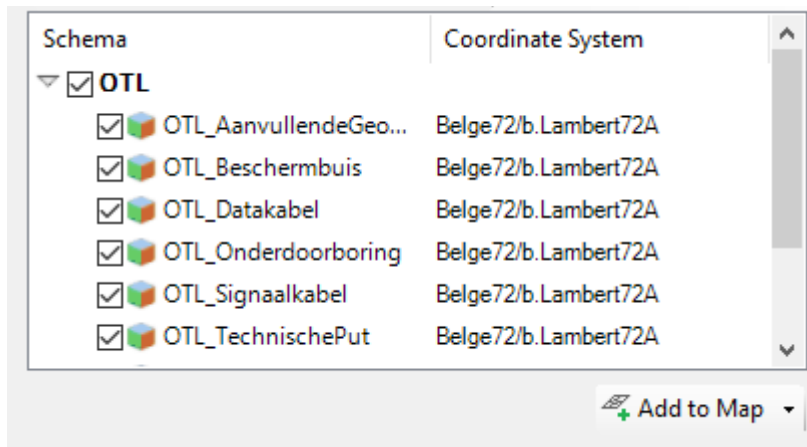 Schema Coordinate System
OTL
OTL_AanvullendeGeo... Belge72/b.Lambert72A
OTL_Beschermbuis Belge72/b.Lambert72A
OTL_Datakabel Belge72/b.Lambert72A
OTL_Onderdoorboring Belge72/b.Lambert72A
OTL_Signaalkabel Belge72/b.Lambert72A
OTL_TechnischePut Belge72/b.Lambert72A
Add to Map